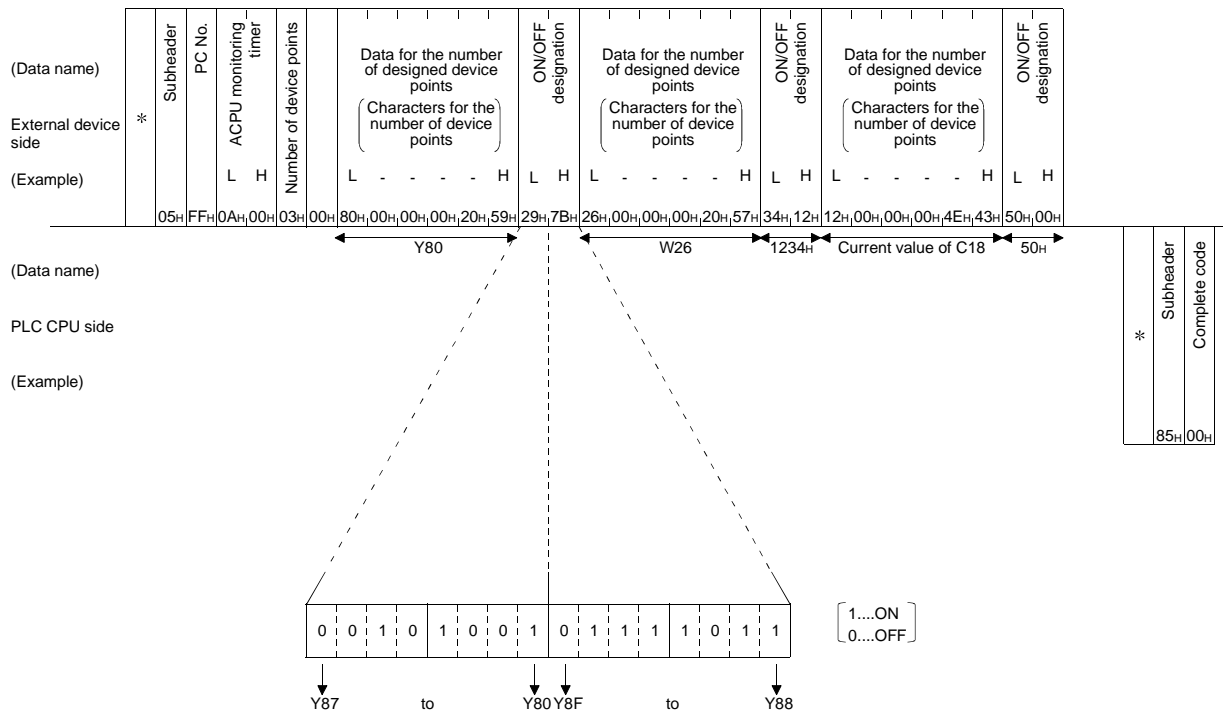 (Data name)
External device side
(Example)
*
Subheader
PC No.
ACPU monitoring timer
L H
Number of device points
Data for the number of designed device points
Characters for the number of device points
L - - - - H
ON/OFF designation
L H
Data for the number of designed device points
Characters for the number of device points
L - - - - H
ON/OFF designation
L H
Data for the number of designed device points
Characters for the number of device points
L - - - - H
ON/OFF designation
L H
05H FFH 0AH 00H 03H 00H 80H 00H 00H 00H 20H 59H 29H 7BH 26H 00H 00H 00H 20H 57H 34H 12H 12H 00H 00H 00H 4EH 43H 50H 00H
Y80 W26 1234H Current value of C18 50H
(Data name)
PLC CPU side
(Example)
*
Subheader
Complete code
85H 00H
0 0 1 0 1 0 0 1 0 1 1 1 1 0 1 1
1....ON
0....OFF
Y87 to Y80 Y8F to Y88